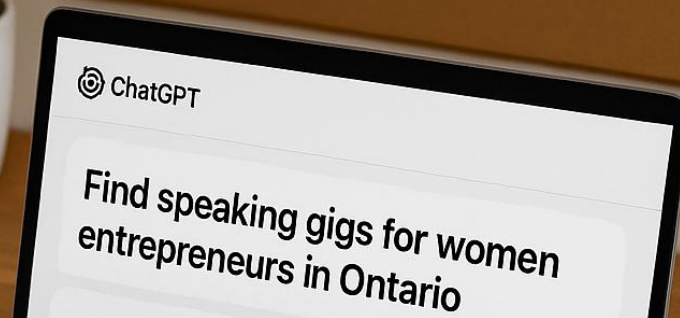 ChatGPT
Find speaking gigs for women
entrepreneurs in Ontario